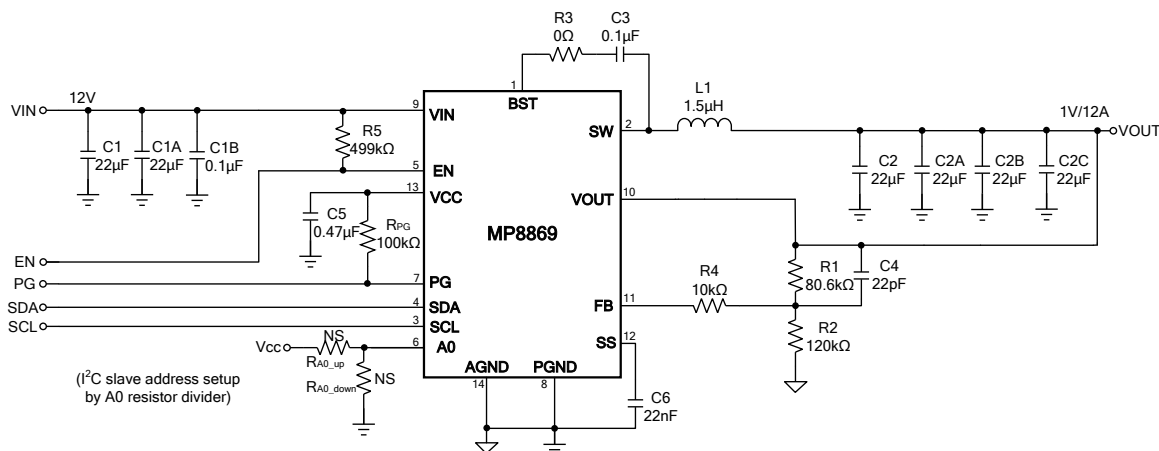 R3
0Ω
C3
0.1µF
1
BST
L1
1.5µH
VIN
12V
9
VIN
SW
2
1V/12A
VOUT
C1
22µF
C1A
22µF
C1B
0.1µF
R5
499kΩ
5
EN
C2
22µF
C2A
22µF
C2B
22µF
C2C
22µF
13
VCC
VOUT
10
C5
0.47µF
RPG
100kΩ
MP8869
EN
PG
7
PG
R4
10kΩ
R1
80.6kΩ
C4
22pF
SDA
4
SDA
FB
11
SCL
3
SCL
Vcc
NS
6
A0
RA0_up
SS
12
R2
120kΩ
RA0_down
NS
AGND
PGND
14
8
(I²C slave address setup
by A0 resistor divider)
C6
22nF